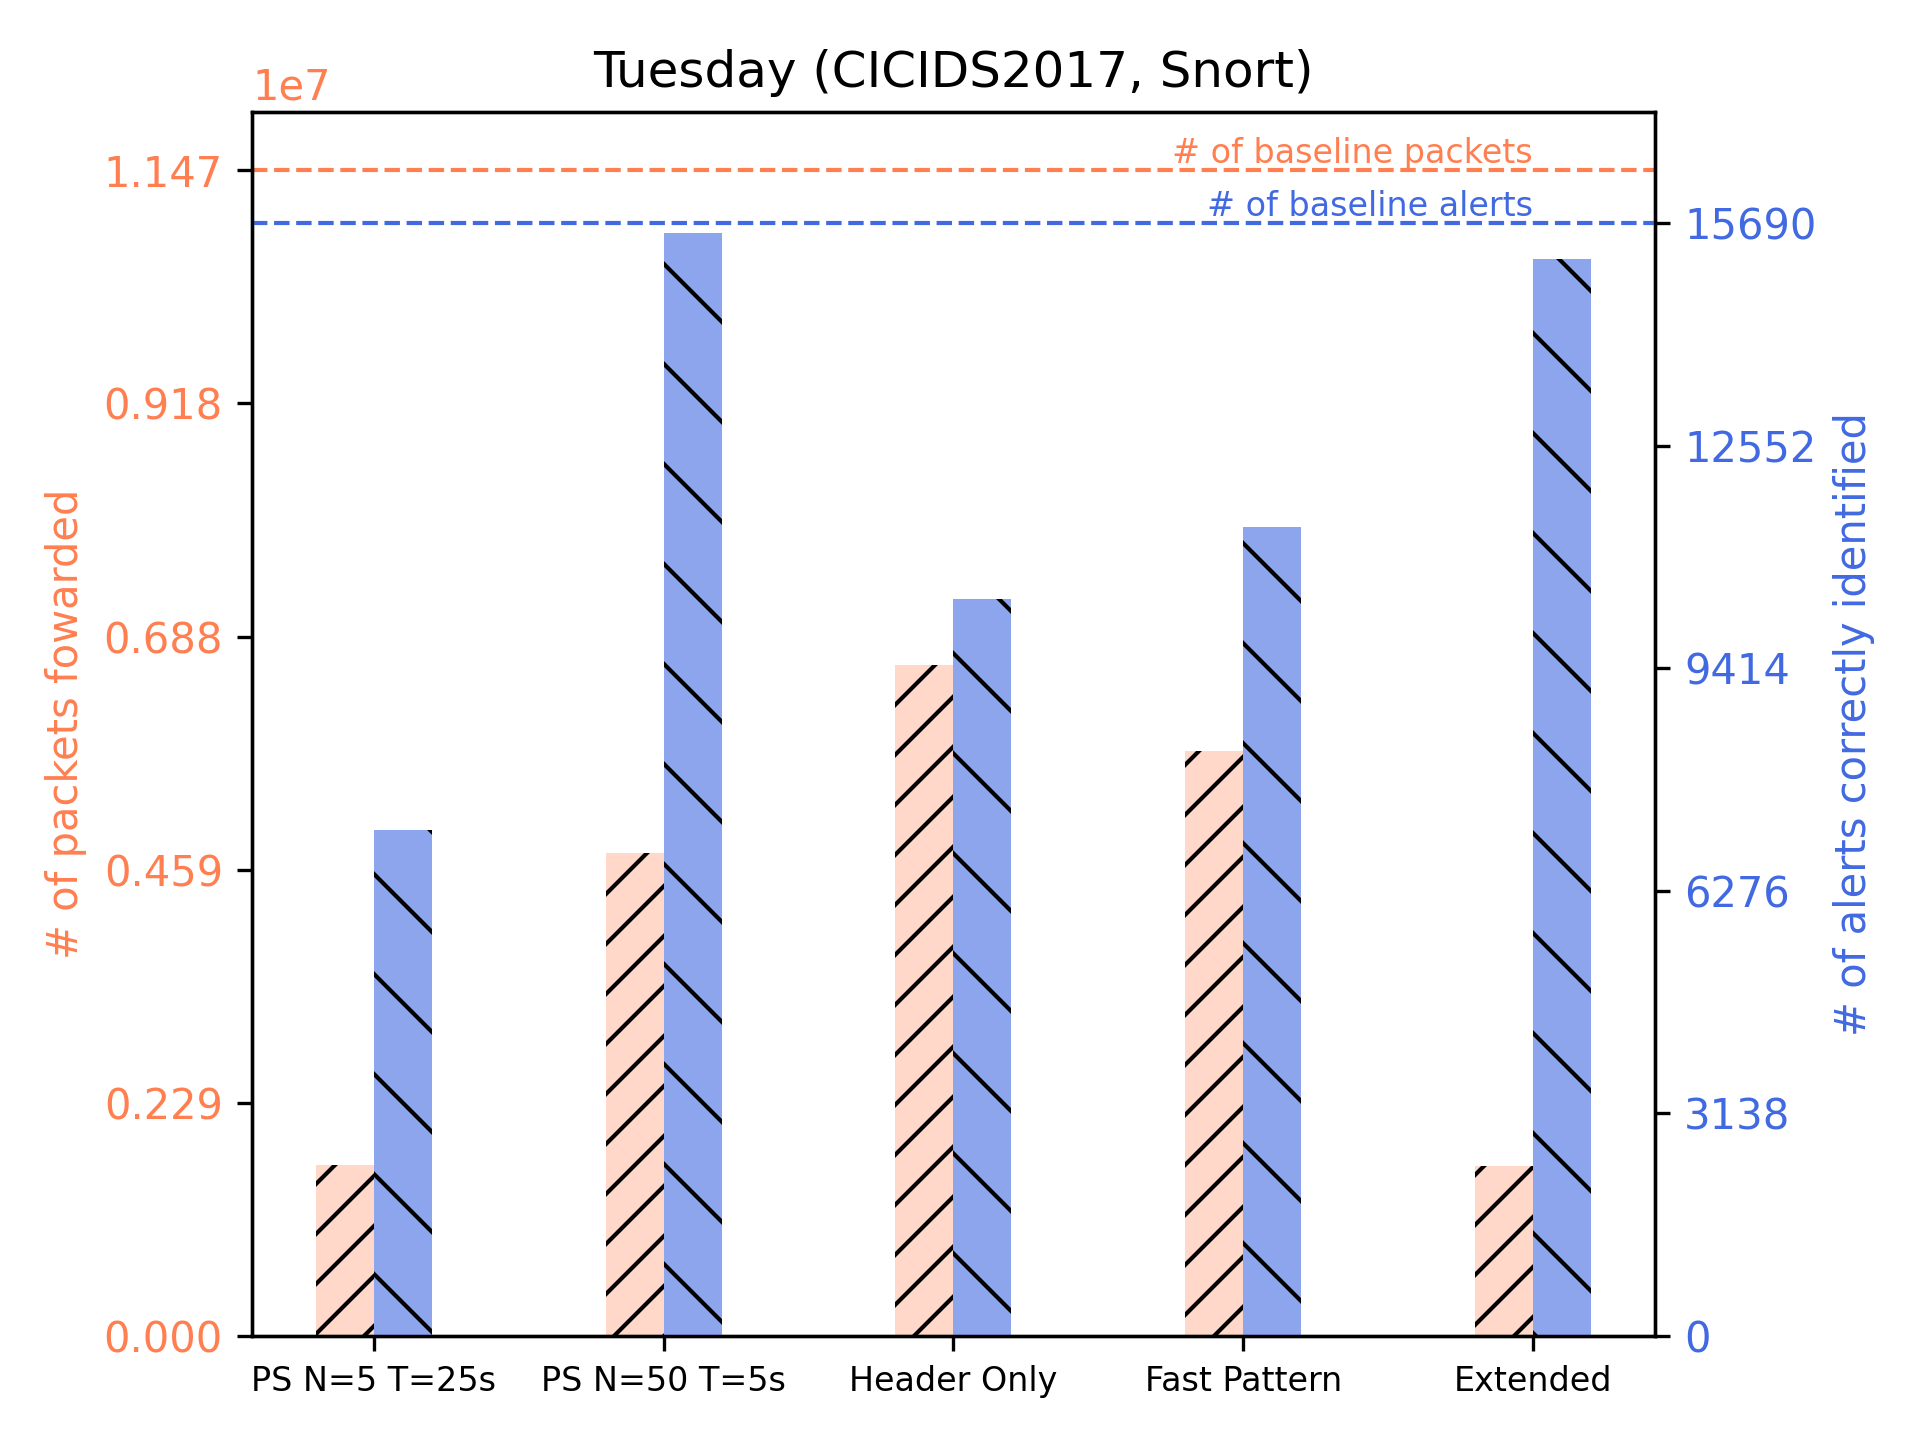 Tuesday (CICIDS2017, Snort)
1e7
# of baseline packets
# of baseline alerts
1.147
0.918
0.688
0.459
0.229
0.000
# of packets fowarded
15690
12552
9414
6276
3138
0
# of alerts correctly identified
PS N=5 T=25s
PS N=50 T=5s
Header Only
Fast Pattern
Extended